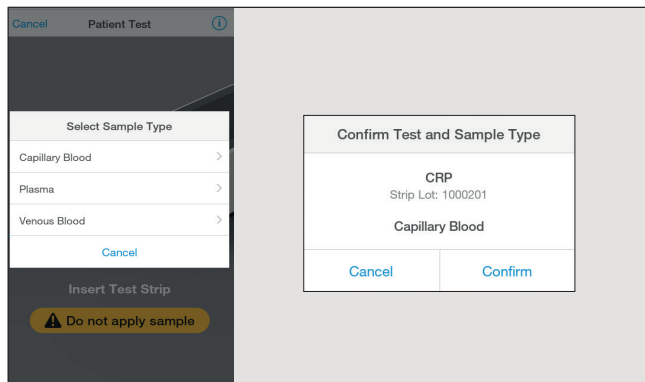 Cancel
Patient Test
Select Sample Type
Capillary Blood
Plasma
Venous Blood
Cancel
Insert Test Strip
Do not apply sample
Confirm Test and Sample Type
CRP
Strip Lot: 1000201
Capillary Blood
Cancel
Confirm